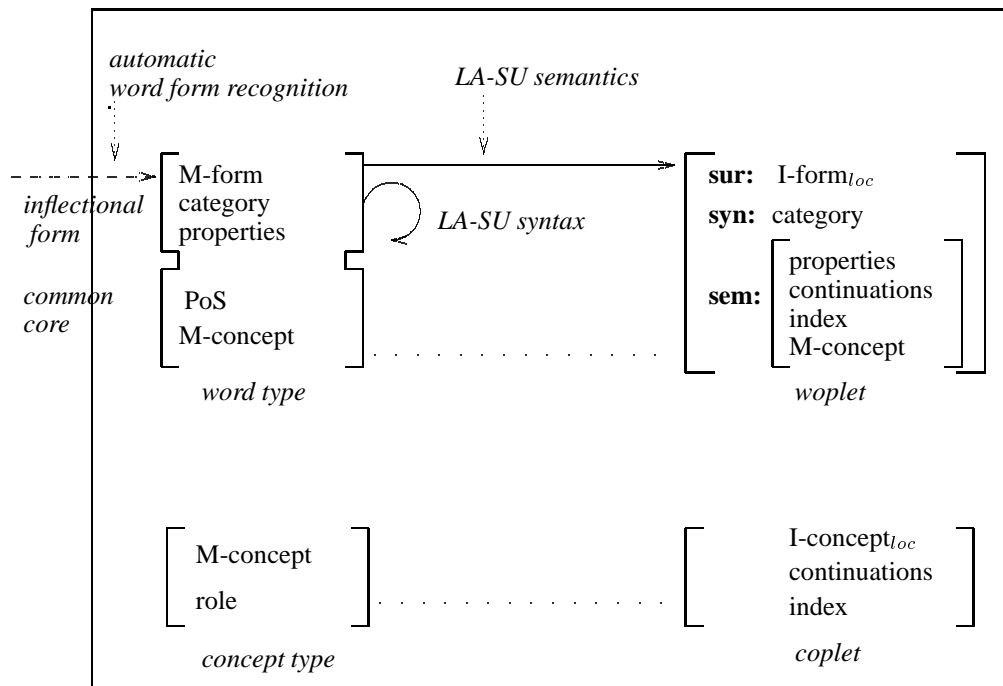 automatic
word form recognition
LA-SU semantics
M-form
category
properties
inflectional
form
LA-SU syntax
sur: I-form_loc
syn: category
sem:
properties
continuations
index
M-concept
common
core
PoS
M-concept
word type
woplet
M-concept
role
I-concept_loc
continuations
index
concept type
coplet